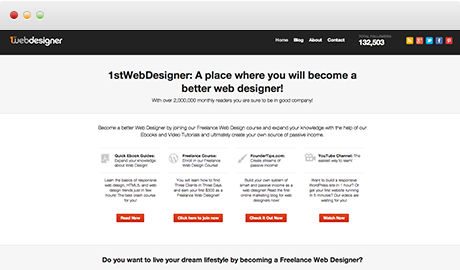 1webdesigner
Home Blog About Contact
TOTAL FOLLOWERS
132,503
1stWebDesigner: A place where you will become a
better web designer!
With over 2,000,000 monthly readers you are sure to be in good company!
Become a better Web Designer by joining our Freelance Web Design course and expand your knowledge with the help of our
Ebooks and Video Tutorials and ultimately create your own source of passive income.
Quick Ebook Guides:
Expand your knowledge
about Web Design!
Learn the basics of responsive
web design, HTML5, and web
design trends just in few
hours! The best crash course
for you!
Read Now
Freelance Course:
Enroll in our Freelance
Web Design Course!
You will learn how to find
Three Clients in Three Days
and earn your first $300 as a
Freelance Web Designer!
Click here to join now
FounderTips.com:
Create streams of
passive income!
Build your own system of
smart and passive income as a
web designer! Read the first
online marketing blog for web
designers now!
Check It Out Now
YouTube Channel: The
easiest way to learn!
Want to build a responsive
WordPress site in 1 hour? Or
get your first website running
in 5 minutes? Our videos are
waiting for you!
Watch Now
Do you want to live your dream lifestyle by becoming a Freelance Web Designer?